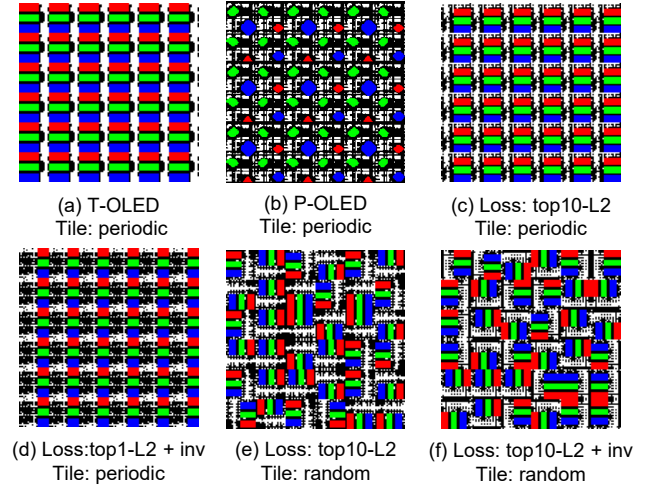 (a) T-OLED
Tile: periodic
(b) P-OLED
Tile: periodic
(c) Loss: top10-L2
Tile: periodic
(d) Loss:top1-L2 + inv
Tile: periodic
(e) Loss: top10-L2
Tile: random
(f) Loss: top10-L2 + inv
Tile: random